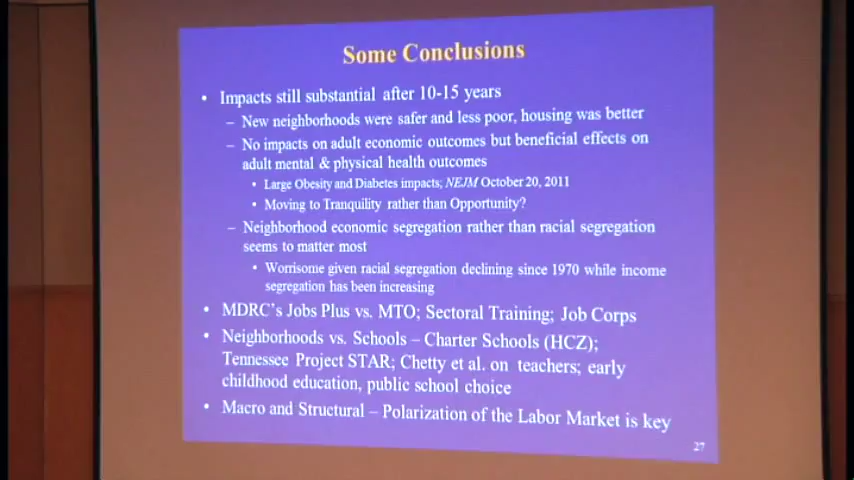 Some Conclusions
• Impacts still substantial after 10-15 years
– New neighborhoods were safer and less poor, housing was better
– No impacts on adult economic outcomes but beneficial effects on
adult mental & physical health outcomes
• Large Obesity and Diabetes impacts; NEJM October 20, 2011
• Moving to Tranquility rather than Opportunity?
– Neighborhood economic segregation rather than racial segregation
seems to matter most
• Worrisome given racial segregation declining since 1970 while income
segregation has been increasing
• MDRC's Jobs Plus vs. MTO; Sectoral Training; Job Corps
• Neighborhoods vs. Schools – Charter Schools (HCZ);
Tennessee Project STAR; Chetty et al. on teachers; early
childhood education, public school choice
• Macro and Structural – Polarization of the Labor Market is key
27